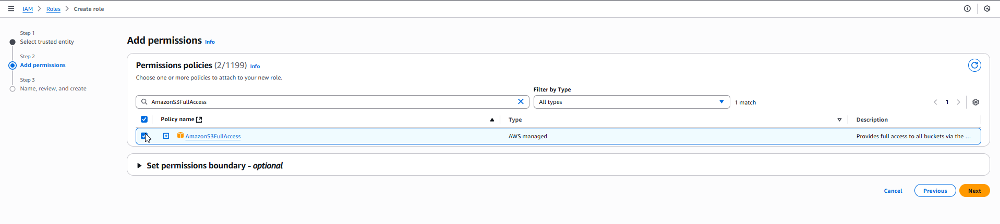 IAM > Roles > Create role
Step 1
Select trusted entity
Step 2
Add permissions
Step 3
Name, review, and create
Add permissions Info
Permissions policies (2/1199) Info
Choose one or more policies to attach to your new role.
Filter by Type
AmazonS3FullAccess
All types
1 match
1
Policy name
Type
Description
AmazonS3FullAccess
AWS managed
Provides full access to all buckets via the ...
Set permissions boundary - optional
Cancel
Previous
Next